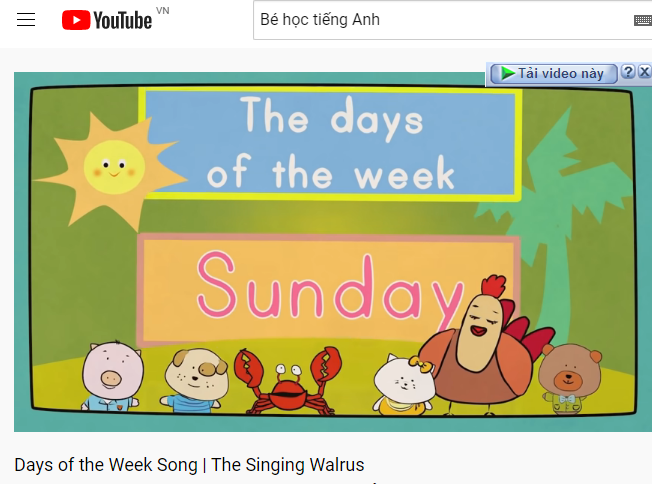 YouTube VN
Bé học tiếng Anh
Tải video này ? X
The days
of the week
Sunday
Days of the Week Song | The Singing Walrus